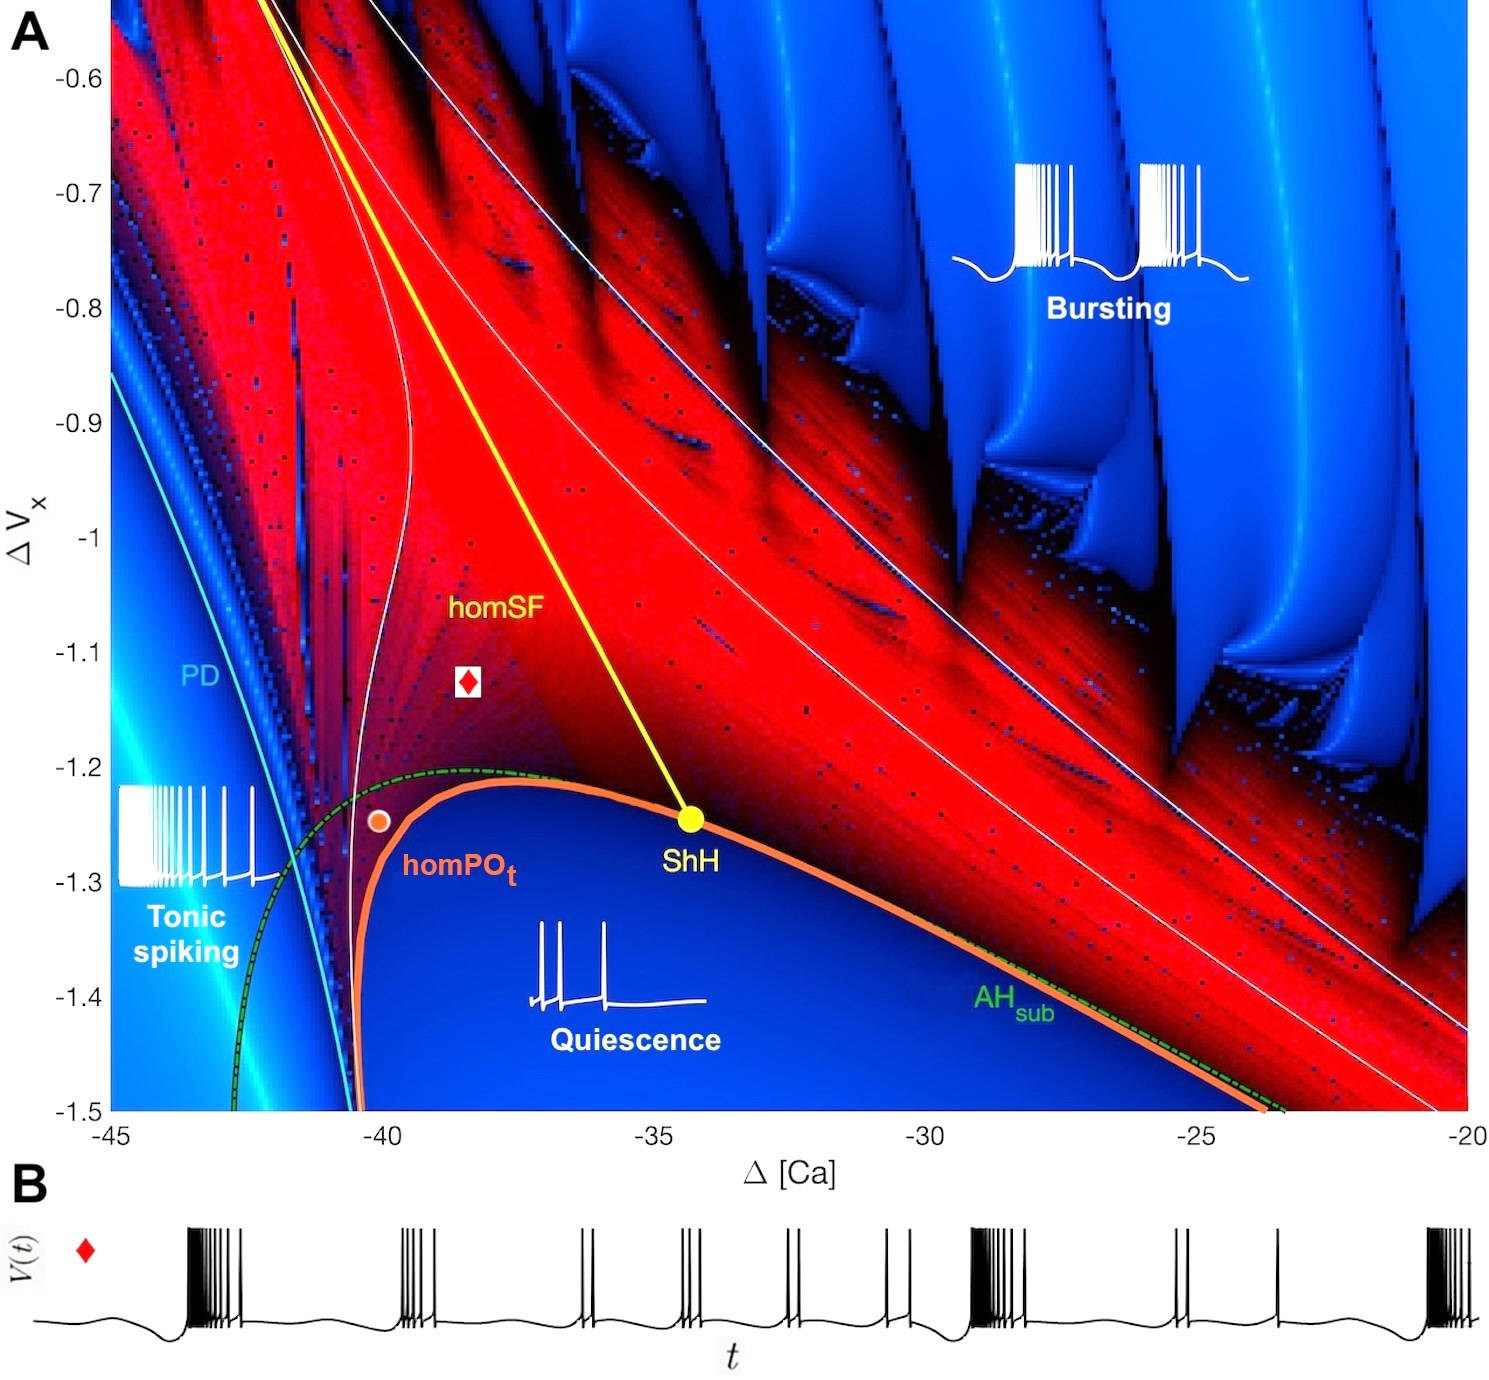 A
-0.6
-0.7
-0.8
-0.9
-1
-1.1
-1.2
-1.3
-1.4
-1.5
Δ Vx
Bursting
homSF
PD
homPOt
ShH
Tonic
spiking
Quiescence
AHsub
-45
-40
-35
-30
-25
-20
Δ [Ca]
B
V(t)
t